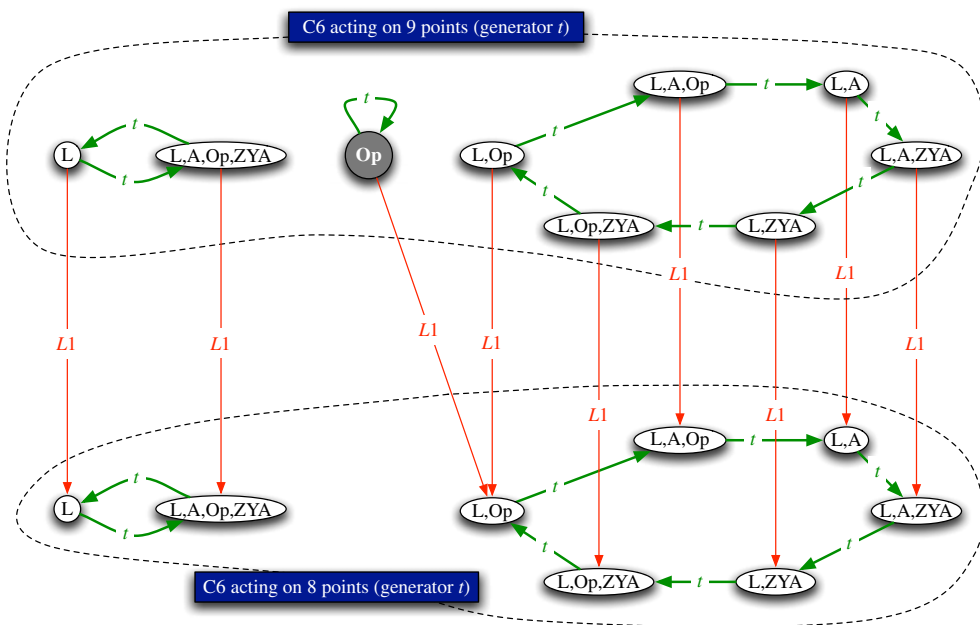 C6 acting on 9 points (generator t)
L,A,Op
t
L,A
t
t
t
L
t
L,A,Op,ZYA
Op
L,Op
t
L,A,ZYA
t
t
L,Op,ZYA
t
L,ZYA
L1
L1
L1
L1
L1
L1
L1
L1
L1
L,A,Op
t
L,A
t
t
t
L
t
L,A,Op,ZYA
L,Op
L,A,ZYA
t
t
L,Op,ZYA
t
L,ZYA
C6 acting on 8 points (generator t)